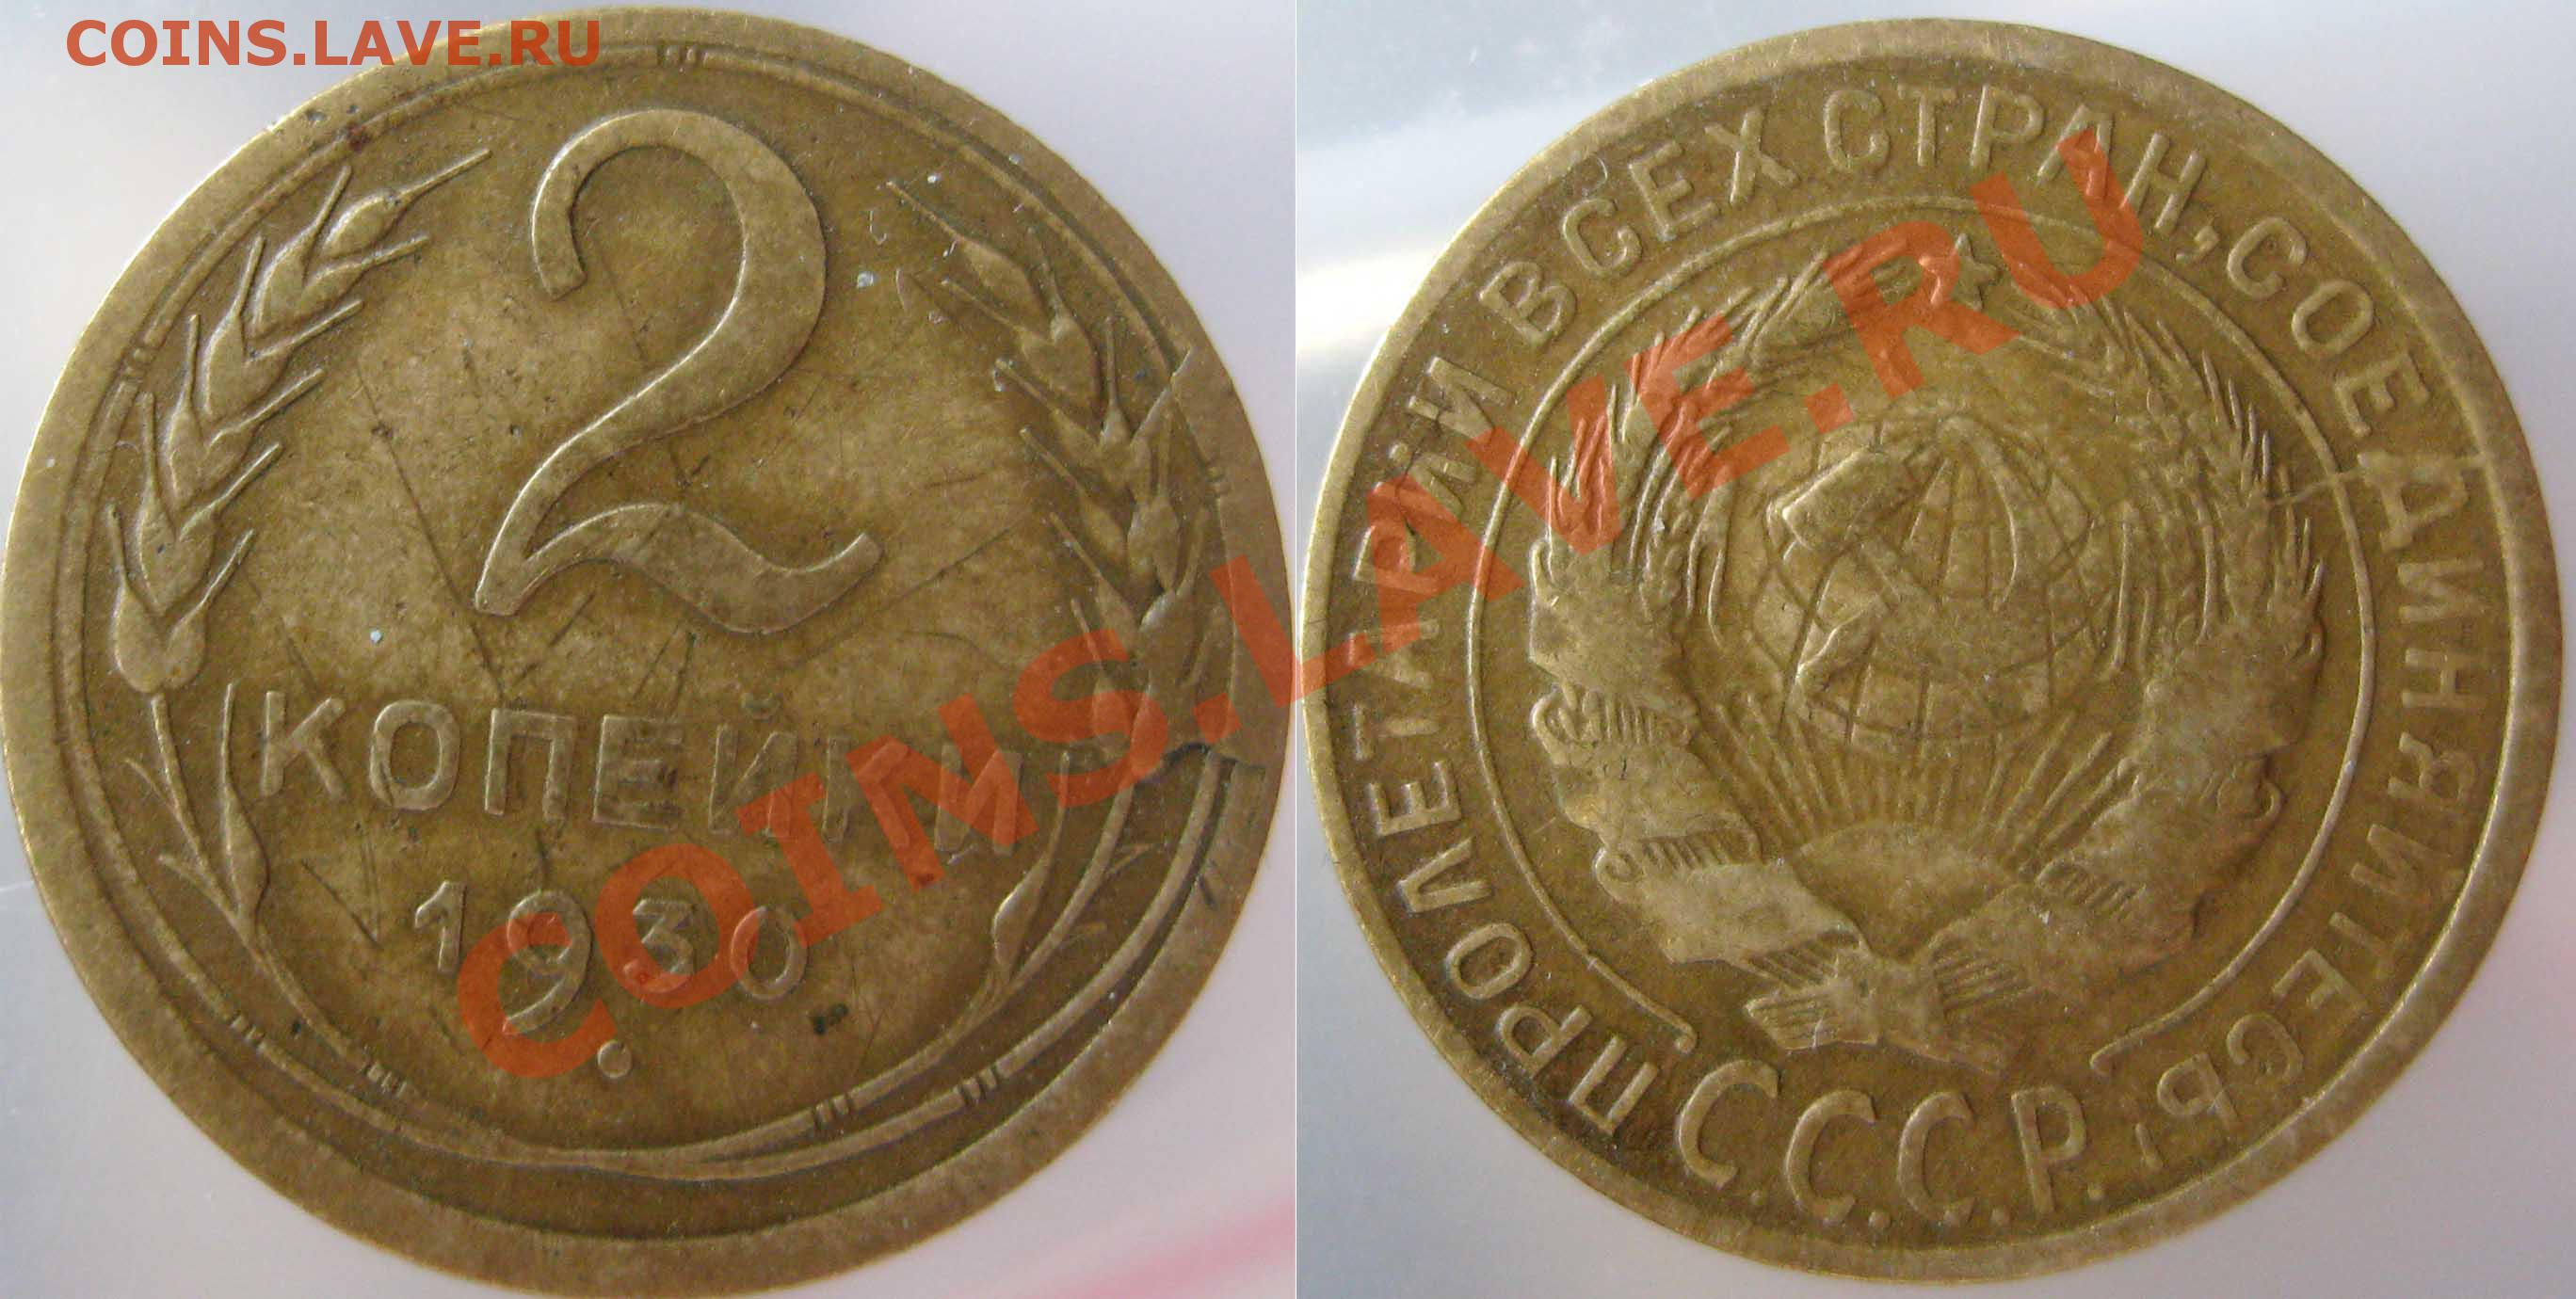 COINS.LAVE.RU
2
КОПЕЙКИ
1930
ПРОЛЕТАРИИ ВСЕХ СТРАН, СОЕДИНЯЙТЕСЬ!
С.С.С.Р.
COINS.LAVE.RU